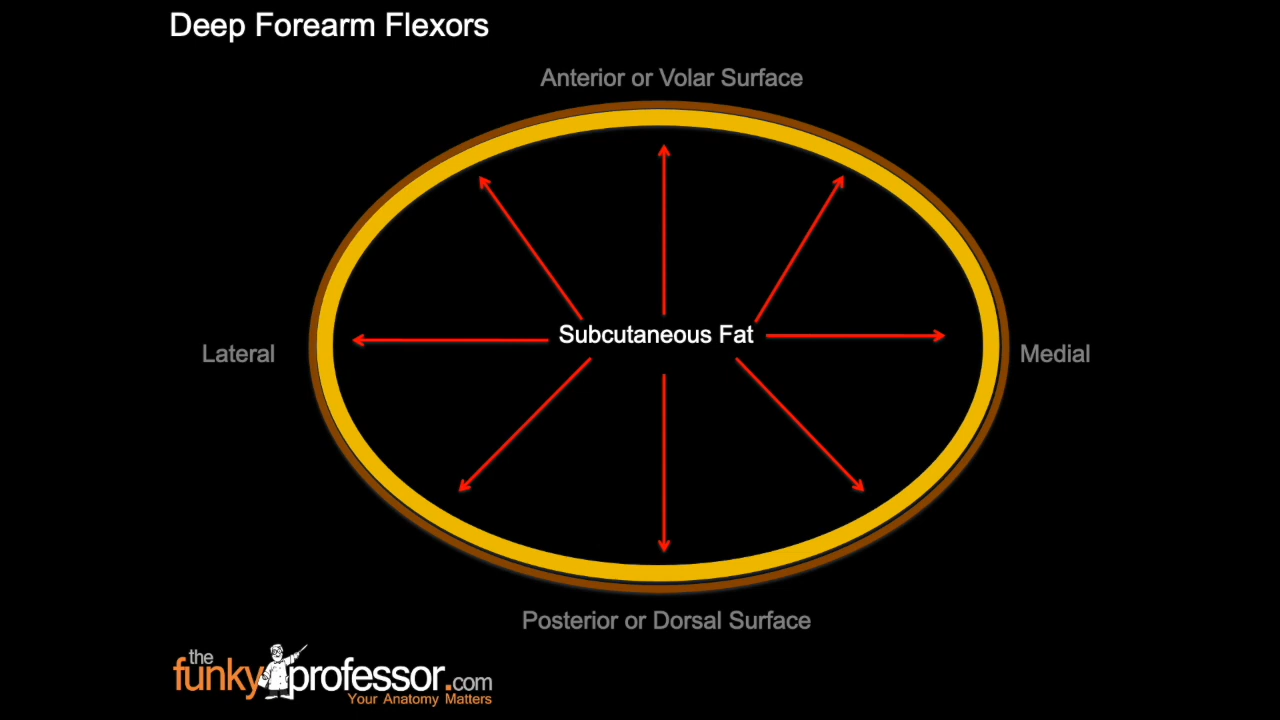 Deep Forearm Flexors
Anterior or Volar Surface
Subcutaneous Fat
Lateral
Medial
Posterior or Dorsal Surface
the
funkyprofessor.com
Your Anatomy Matters